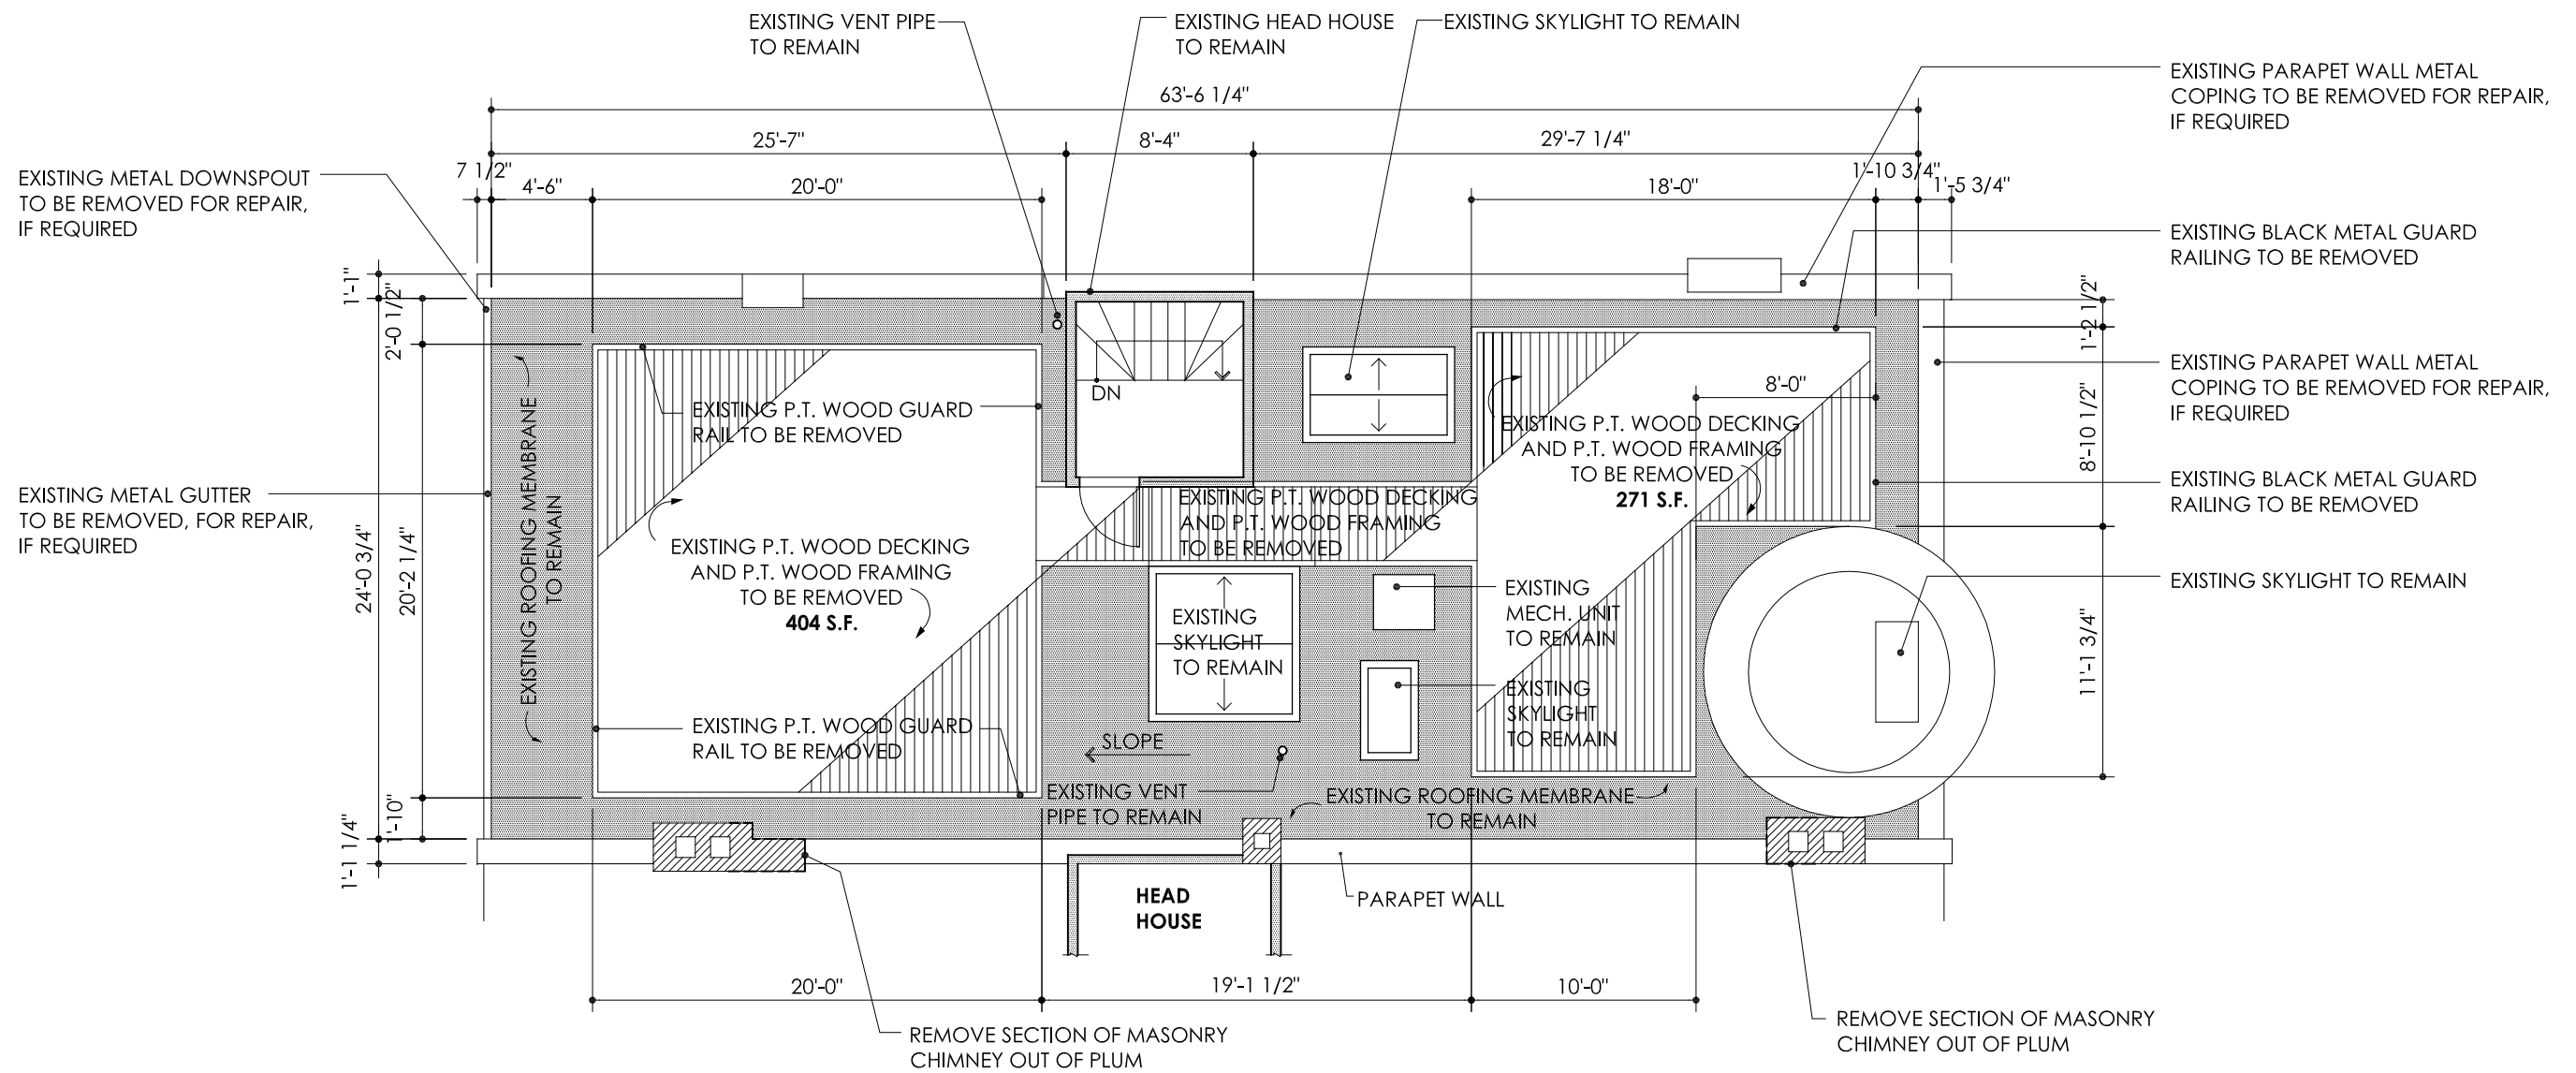 EXISTING VENT PIPE
TO REMAIN
EXISTING HEAD HOUSE
TO REMAIN
EXISTING SKYLIGHT TO REMAIN
EXISTING PARAPET WALL METAL
COPING TO BE REMOVED FOR REPAIR,
IF REQUIRED
63'-6 1/4"
25'-7"
8'-4"
29'-7 1/4"
7 1/2"
4'-6"
20'-0"
18'-0"
1'-10 3/4"
1'-5 3/4"
EXISTING METAL DOWNSPOUT
TO BE REMOVED FOR REPAIR,
IF REQUIRED
EXISTING BLACK METAL GUARD
RAILING TO BE REMOVED
1'-1"
2'-0 1/2"
1'-2 1/2"
EXISTING PARAPET WALL METAL
COPING TO BE REMOVED FOR REPAIR,
IF REQUIRED
DN
8'-0"
EXISTING P.T. WOOD GUARD
RAIL TO BE REMOVED
EXISTING P.T. WOOD DECKING
AND P.T. WOOD FRAMING
TO BE REMOVED
271 S.F.
8'-10 1/2"
EXISTING BLACK METAL GUARD
RAILING TO BE REMOVED
EXISTING METAL GUTTER
TO BE REMOVED, FOR REPAIR,
IF REQUIRED
EXISTING ROOFING MEMBRANE
TO REMAIN
EXISTING P.T. WOOD DECKING
AND P.T. WOOD FRAMING
TO BE REMOVED
EXISTING P.T. WOOD DECKING
AND P.T. WOOD FRAMING
TO BE REMOVED
404 S.F.
24'-0 3/4"
20'-2 1/4"
EXISTING
SKYLIGHT
TO REMAIN
EXISTING
MECH. UNIT
TO REMAIN
EXISTING SKYLIGHT TO REMAIN
11'-1 3/4"
EXISTING
SKYLIGHT
TO REMAIN
EXISTING P.T. WOOD GUARD
RAIL TO BE REMOVED
SLOPE
EXISTING VENT
PIPE TO REMAIN
EXISTING ROOFING MEMBRANE
TO REMAIN
1'-10"
1'-1 1/4"
HEAD
HOUSE
PARAPET WALL
20'-0"
19'-1 1/2"
10'-0"
REMOVE SECTION OF MASONRY
CHIMNEY OUT OF PLUM
REMOVE SECTION OF MASONRY
CHIMNEY OUT OF PLUM